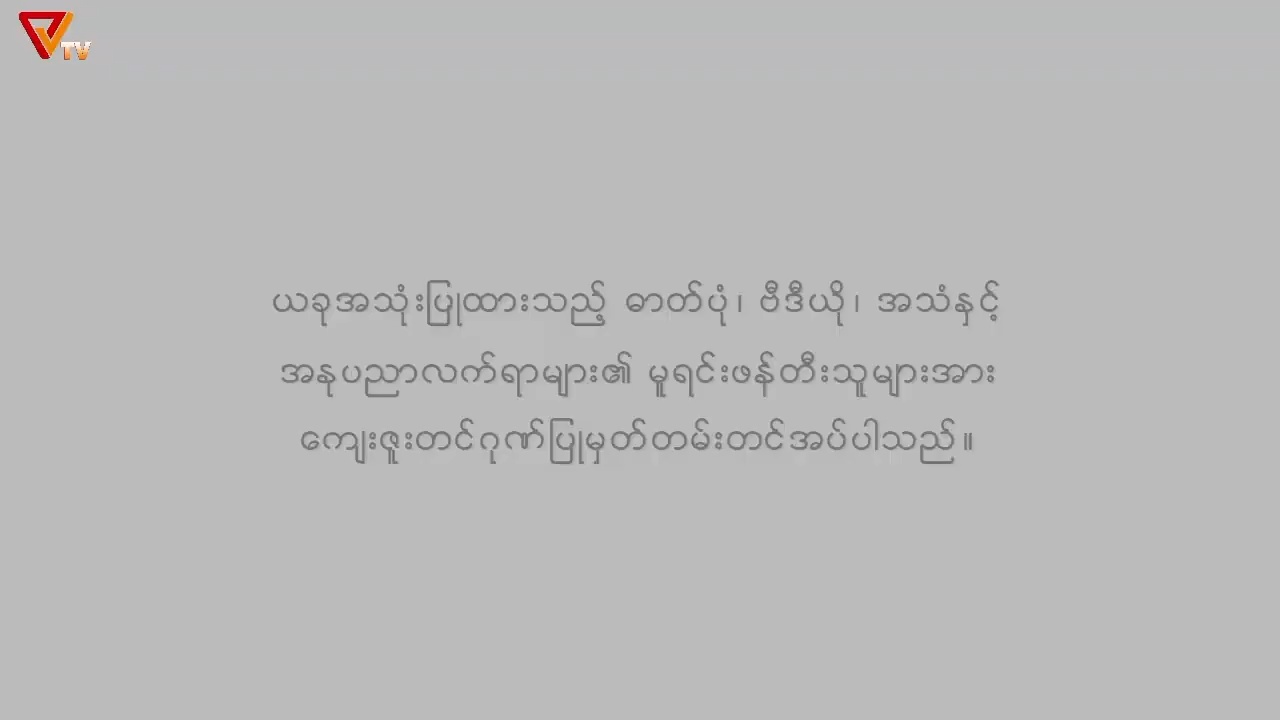 TV
ယခုအသုံးပြုထားသည့် ဓာတ်ပုံ၊ ဗီဒီယို၊ အသံနှင့်
အနုပညာလက်ရာများ၏ မူရင်းဖန်တီးသူများအား
ကျေးဇူးတင်ဂုဏ်ပြုမှတ်တမ်းတင်အပ်ပါသည်။